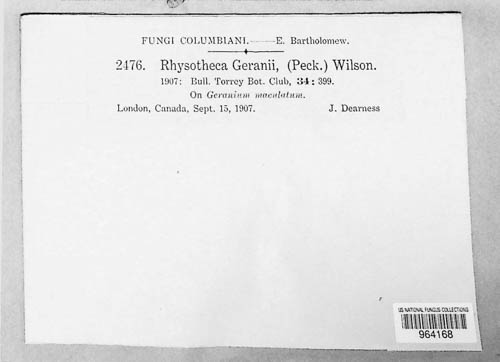 FUNGI COLUMBIANI.——E. Bartholomew.
2476. Rhysotheca Geranii, (Peck.) Wilson.
1907: Bull. Torrey Bot. Club, 34: 399.
On Geranium maculatum.
London, Canada, Sept. 15, 1907. J. Dearness
US NATIONAL FUNGUS COLLECTIONS
964168